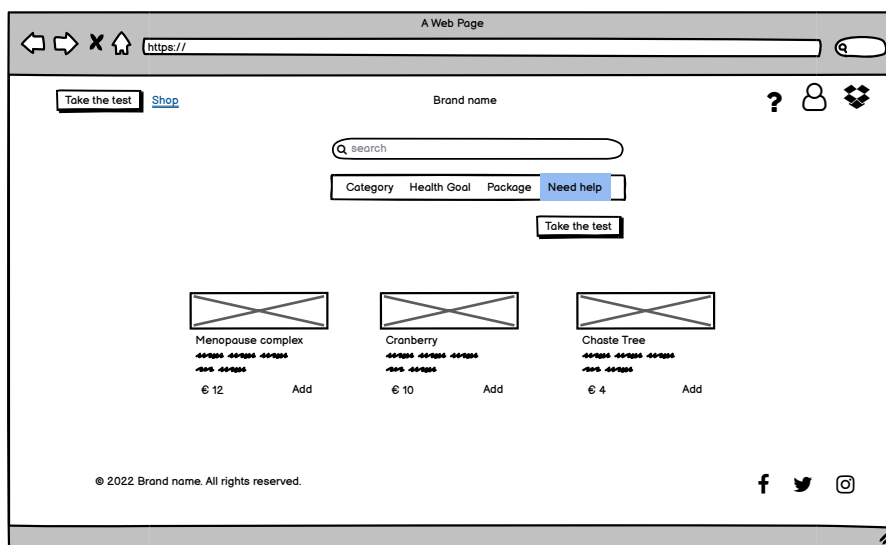 A Web Page
https://
Take the test Shop Brand name ?
search
Category Health Goal Package Need help
Take the test
Menopause complex Cranberry Chaste Tree
€ 12 Add € 10 Add € 4 Add
© 2022 Brand name. All rights reserved.